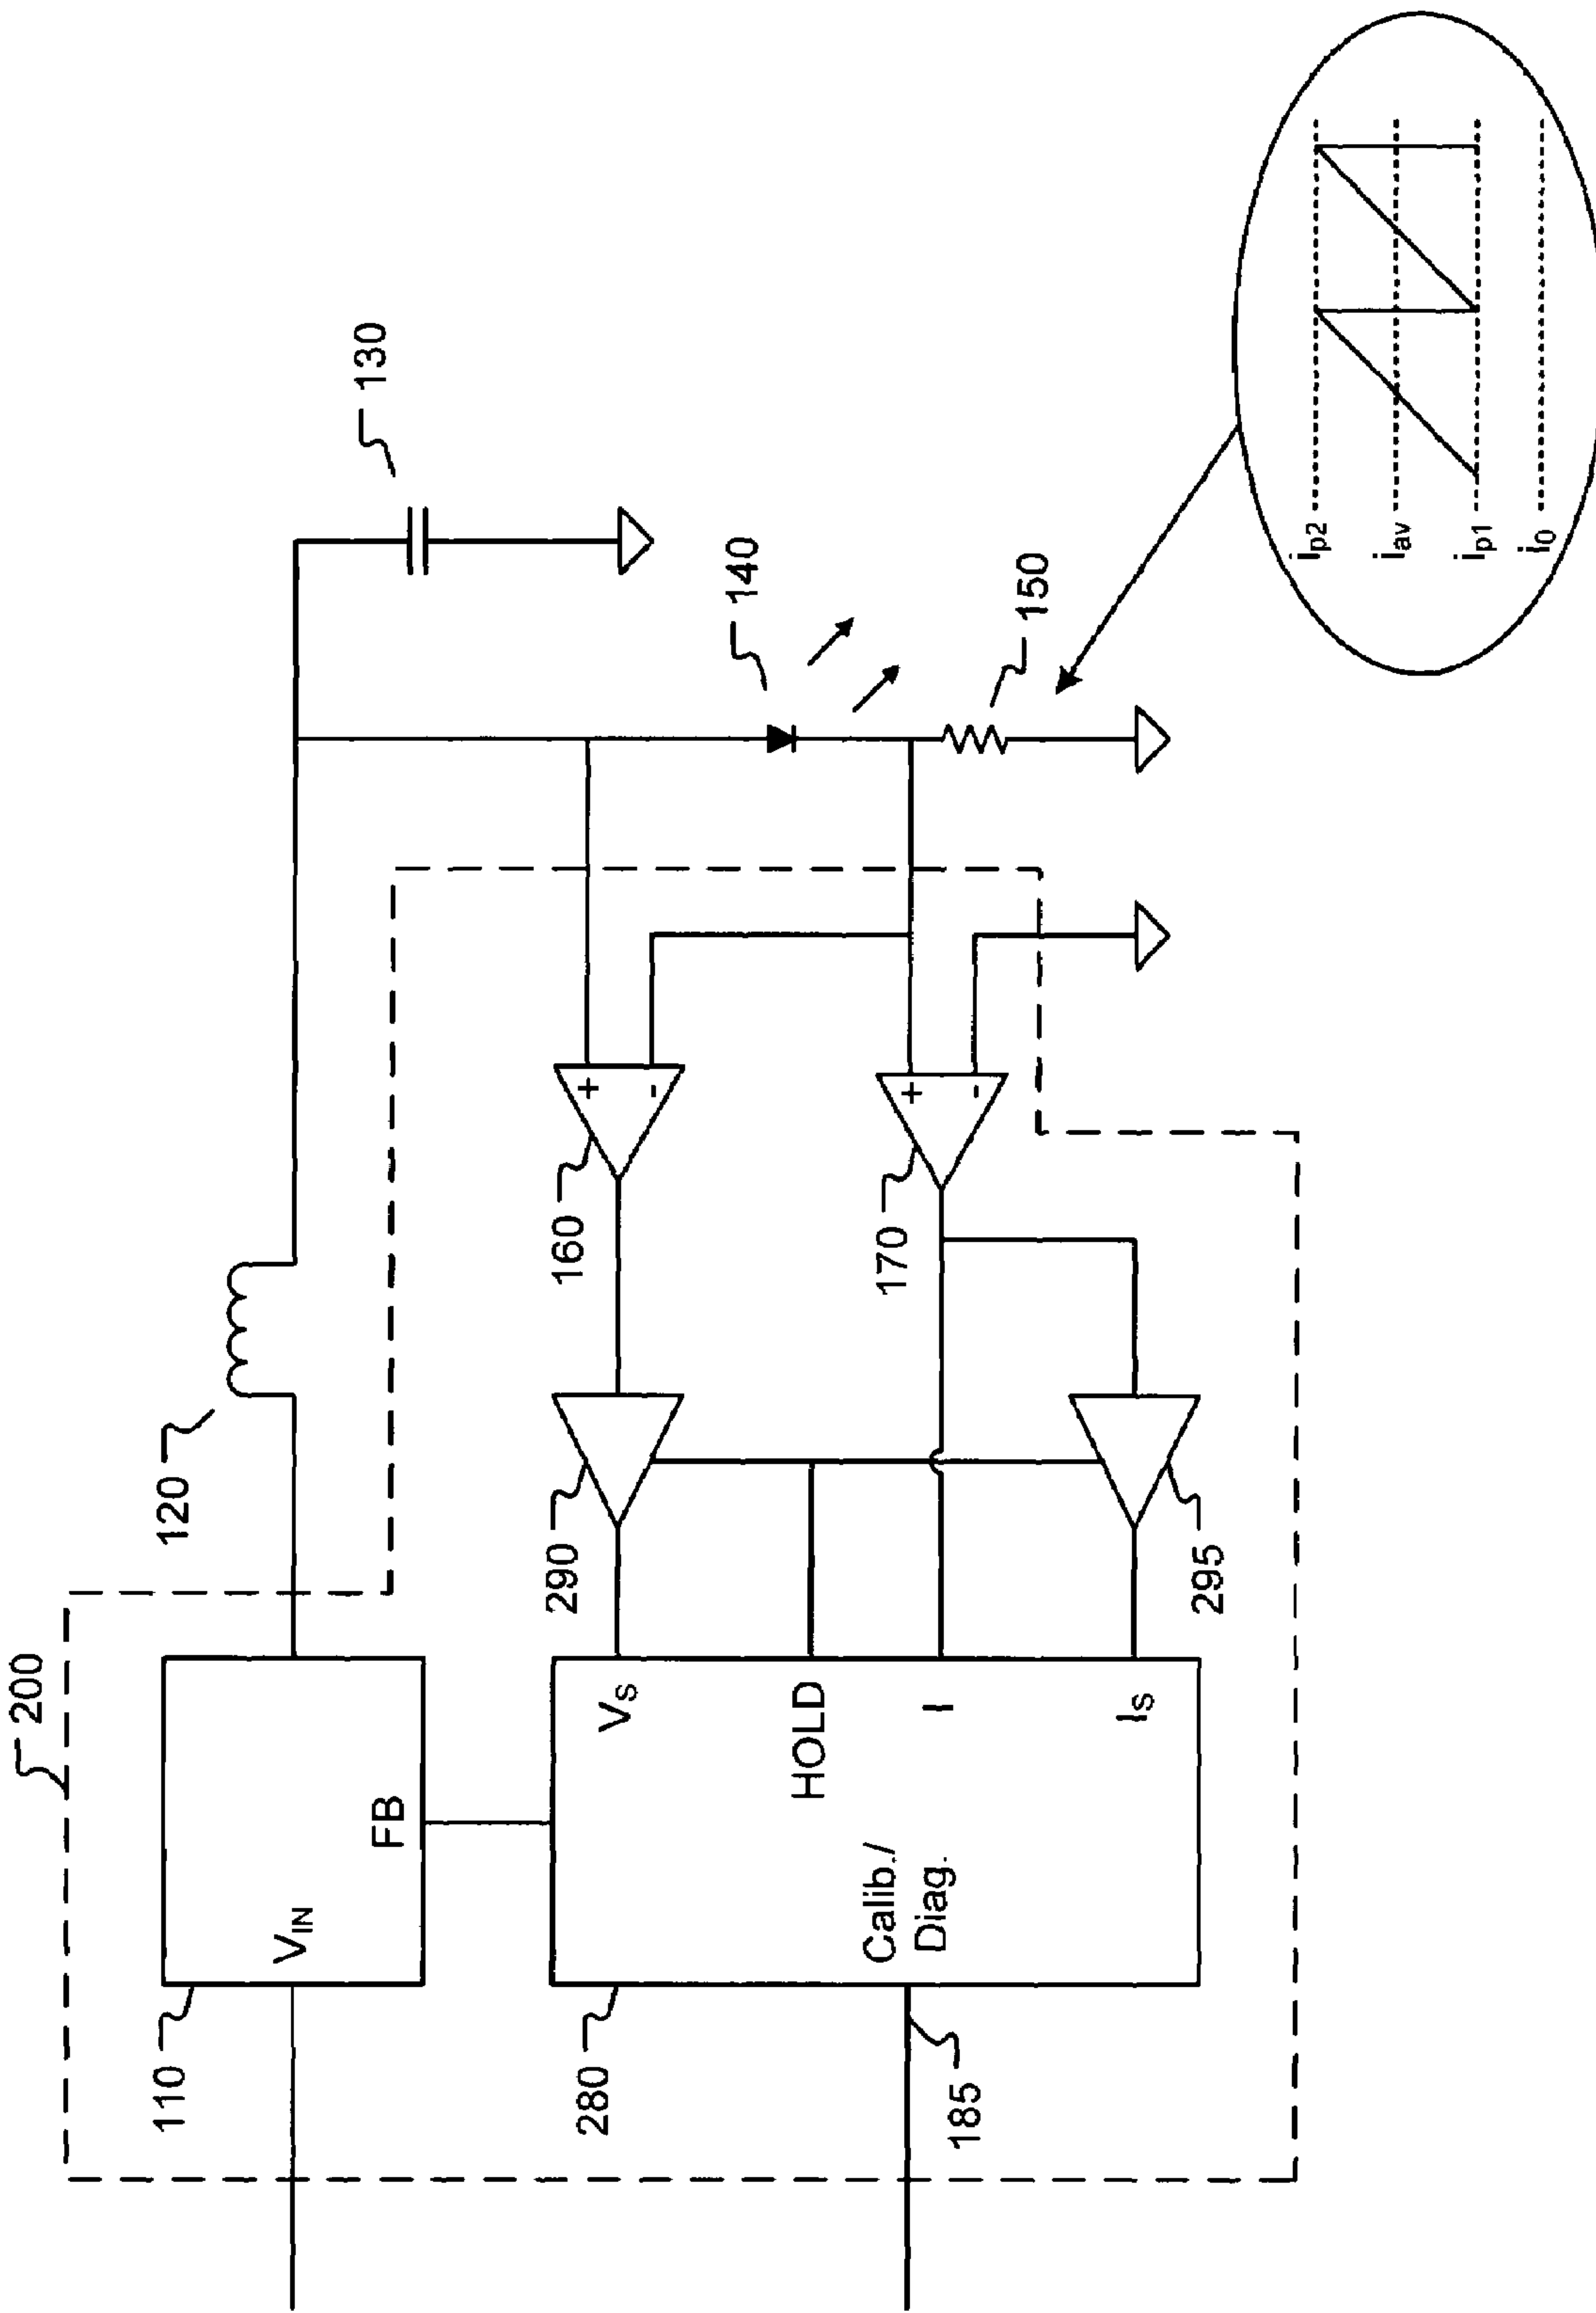 200
110
V_IN
FB
120
130
140
150
160
+
-
170
+
-
290
295
280
V_S
HOLD
I
I_S
Calib./
Diag.
185
i_p2
i_av
i_p1
i_0